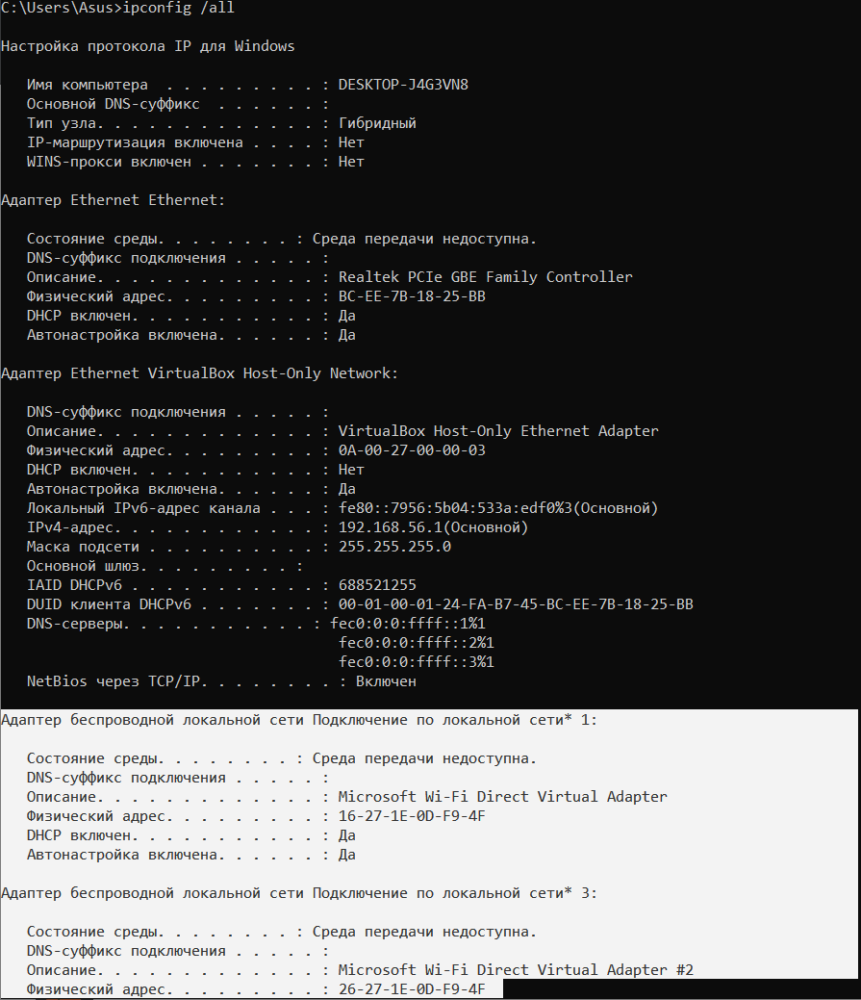 C:\Users\Asus>ipconfig /all
Настройка протокола IP для Windows
Имя компьютера . . . . . . . . . : DESKTOP-J4G3VN8
Основной DNS-суффикс . . . . . . :
Тип узла. . . . . . . . . . . . . : Гибридный
IP-маршрутизация включена . . . . : Нет
WINS-прокси включен . . . . . . . : Нет
Адаптер Ethernet Ethernet:
Состояние среды. . . . . . . . : Среда передачи недоступна.
DNS-суффикс подключения . . . . . :
Описание. . . . . . . . . . . . . : Realtek PCIe GBE Family Controller
Физический адрес. . . . . . . . . : BC-EE-7B-18-25-BB
DHCP включен. . . . . . . . . . . : Да
Автонастройка включена. . . . . . : Да
Адаптер Ethernet VirtualBox Host-Only Network:
DNS-суффикс подключения . . . . . :
Описание. . . . . . . . . . . . . : VirtualBox Host-Only Ethernet Adapter
Физический адрес. . . . . . . . . : 0A-00-27-00-00-03
DHCP включен. . . . . . . . . . . : Нет
Автонастройка включена. . . . . . : Да
Локальный IPv6-адрес канала . . . : fe80::7956:5b04:533a:edf0%3(Основной)
IPv4-адрес. . . . . . . . . . . . : 192.168.56.1(Основной)
Маска подсети . . . . . . . . . . : 255.255.255.0
Основной шлюз. . . . . . . . . :
IAID DHCPv6 . . . . . . . . . . . : 688521255
DUID клиента DHCPv6 . . . . . . . : 00-01-00-01-24-FA-B7-45-BC-EE-7B-18-25-BB
DNS-серверы. . . . . . . . . . . : fec0:0:0:ffff::1%1
fec0:0:0:ffff::2%1
fec0:0:0:ffff::3%1
NetBios через TCP/IP. . . . . . . . : Включен
Адаптер беспроводной локальной сети Подключение по локальной сети* 1:
Состояние среды. . . . . . . . : Среда передачи недоступна.
DNS-суффикс подключения . . . . . :
Описание. . . . . . . . . . . . . : Microsoft Wi-Fi Direct Virtual Adapter
Физический адрес. . . . . . . . . : 16-27-1E-0D-F9-4F
DHCP включен. . . . . . . . . . . : Да
Автонастройка включена. . . . . . : Да
Адаптер беспроводной локальной сети Подключение по локальной сети* 3:
Состояние среды. . . . . . . . : Среда передачи недоступна.
DNS-суффикс подключения . . . . . :
Описание. . . . . . . . . . . . . : Microsoft Wi-Fi Direct Virtual Adapter #2
Физический адрес. . . . . . . . . : 26-27-1E-0D-F9-4F